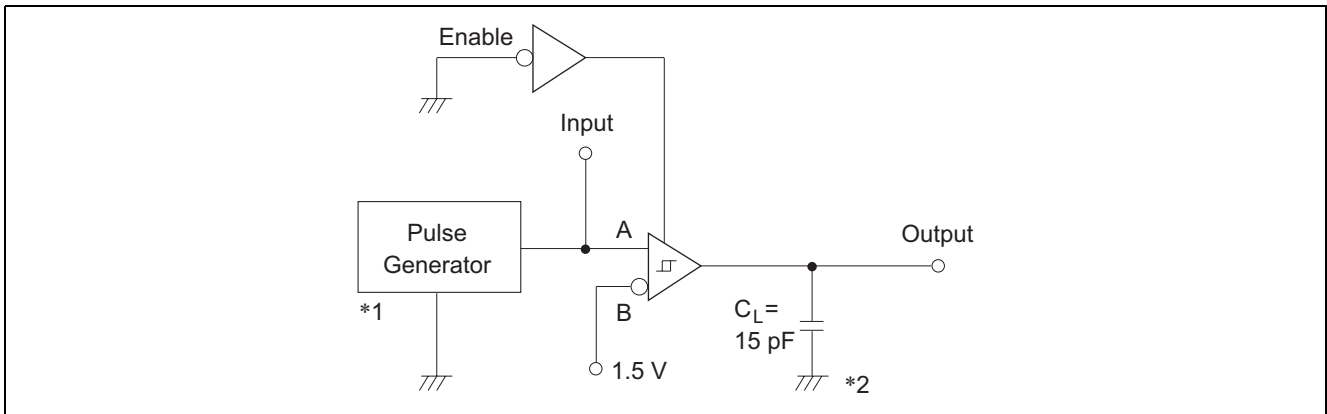 Enable
Input
Pulse
Generator
A
Output
*1
B
C_L=
15 pF
1.5 V
*2